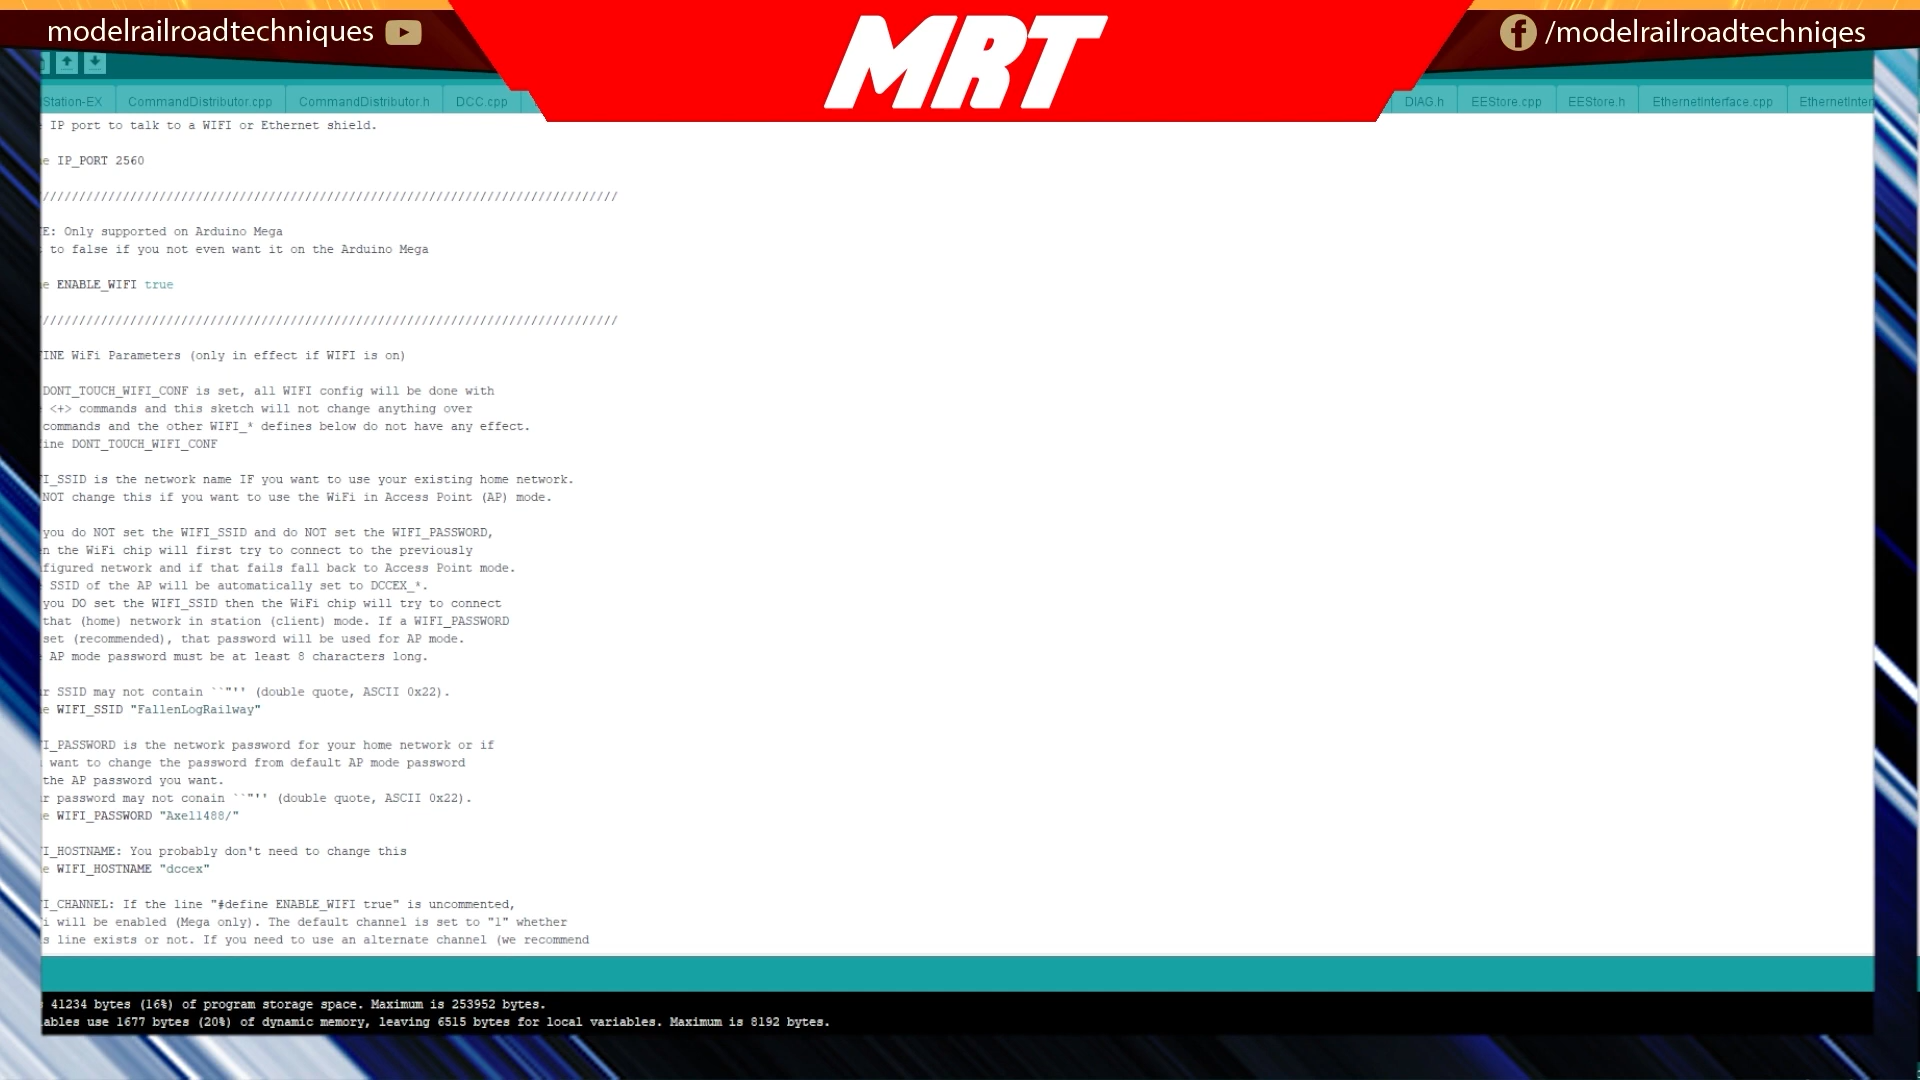 modelrailroadtechniques
MRT
/modelrailroadtechniqes
Station-EX CommandDistributor.cpp CommandDistributor.h DCC.cpp DIAG.h EEStore.cpp EEStore.h EthernetInterface.cpp EthernetInter
IP port to talk to a WIFI or Ethernet shield.
e IP_PORT 2560
///////////////////////////////////////////////////////////////////////////////
E: Only supported on Arduino Mega
to false if you not even want it on the Arduino Mega
e ENABLE_WIFI true
///////////////////////////////////////////////////////////////////////////////
INE WiFi Parameters (only in effect if WIFI is on)
DONT_TOUCH_WIFI_CONF is set, all WIFI config will be done with
<+> commands and this sketch will not change anything over
commands and the other WIFI_* defines below do not have any effect.
ine DONT_TOUCH_WIFI_CONF
I_SSID is the network name IF you want to use your existing home network.
NOT change this if you want to use the WiFi in Access Point (AP) mode.
you do NOT set the WIFI_SSID and do NOT set the WIFI_PASSWORD,
n the WiFi chip will first try to connect to the previously
figured network and if that fails fall back to Access Point mode.
SSID of the AP will be automatically set to DCCEX_*.
you DO set the WIFI_SSID then the WiFi chip will try to connect
that (home) network in station (client) mode. If a WIFI_PASSWORD
set (recommended), that password will be used for AP mode.
AP mode password must be at least 8 characters long.
r SSID may not contain ``"'' (double quote, ASCII 0x22).
e WIFI_SSID "FallenLogRailway"
I_PASSWORD is the network password for your home network or if
want to change the password from default AP mode password
the AP password you want.
r password may not conain ``"'' (double quote, ASCII 0x22).
e WIFI_PASSWORD "Axel1488/"
I_HOSTNAME: You probably don't need to change this
e WIFI_HOSTNAME "dccex"
I_CHANNEL: If the line "#define ENABLE_WIFI true" is uncommented,
i will be enabled (Mega only). The default channel is set to "1" whether
s line exists or not. If you need to use an alternate channel (we recommend
41234 bytes (16%) of program storage space. Maximum is 253952 bytes.
ables use 1677 bytes (20%) of dynamic memory, leaving 6515 bytes for local variables. Maximum is 8192 bytes.